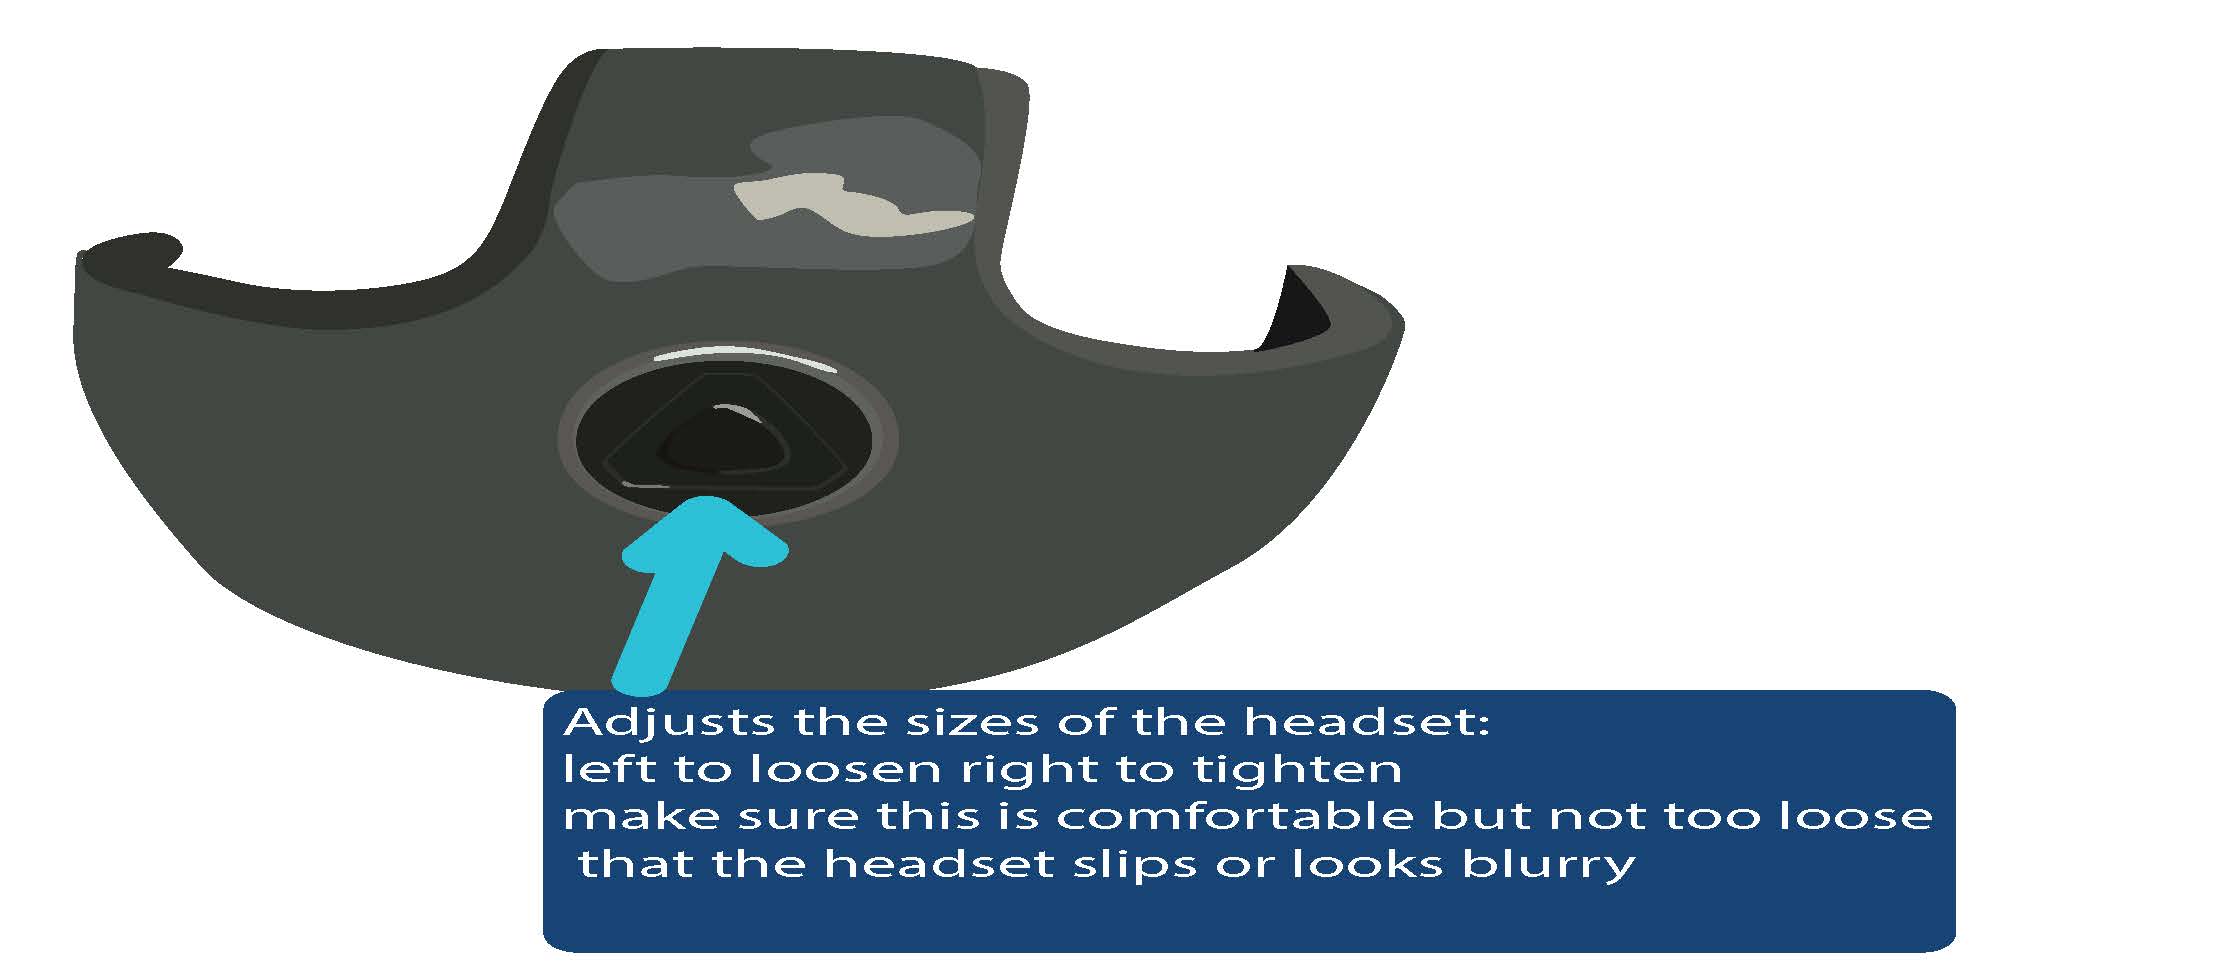 Adjusts the sizes of the headset:
left to loosen right to tighten
make sure this is comfortable but not too loose
that the headset slips or looks blurry